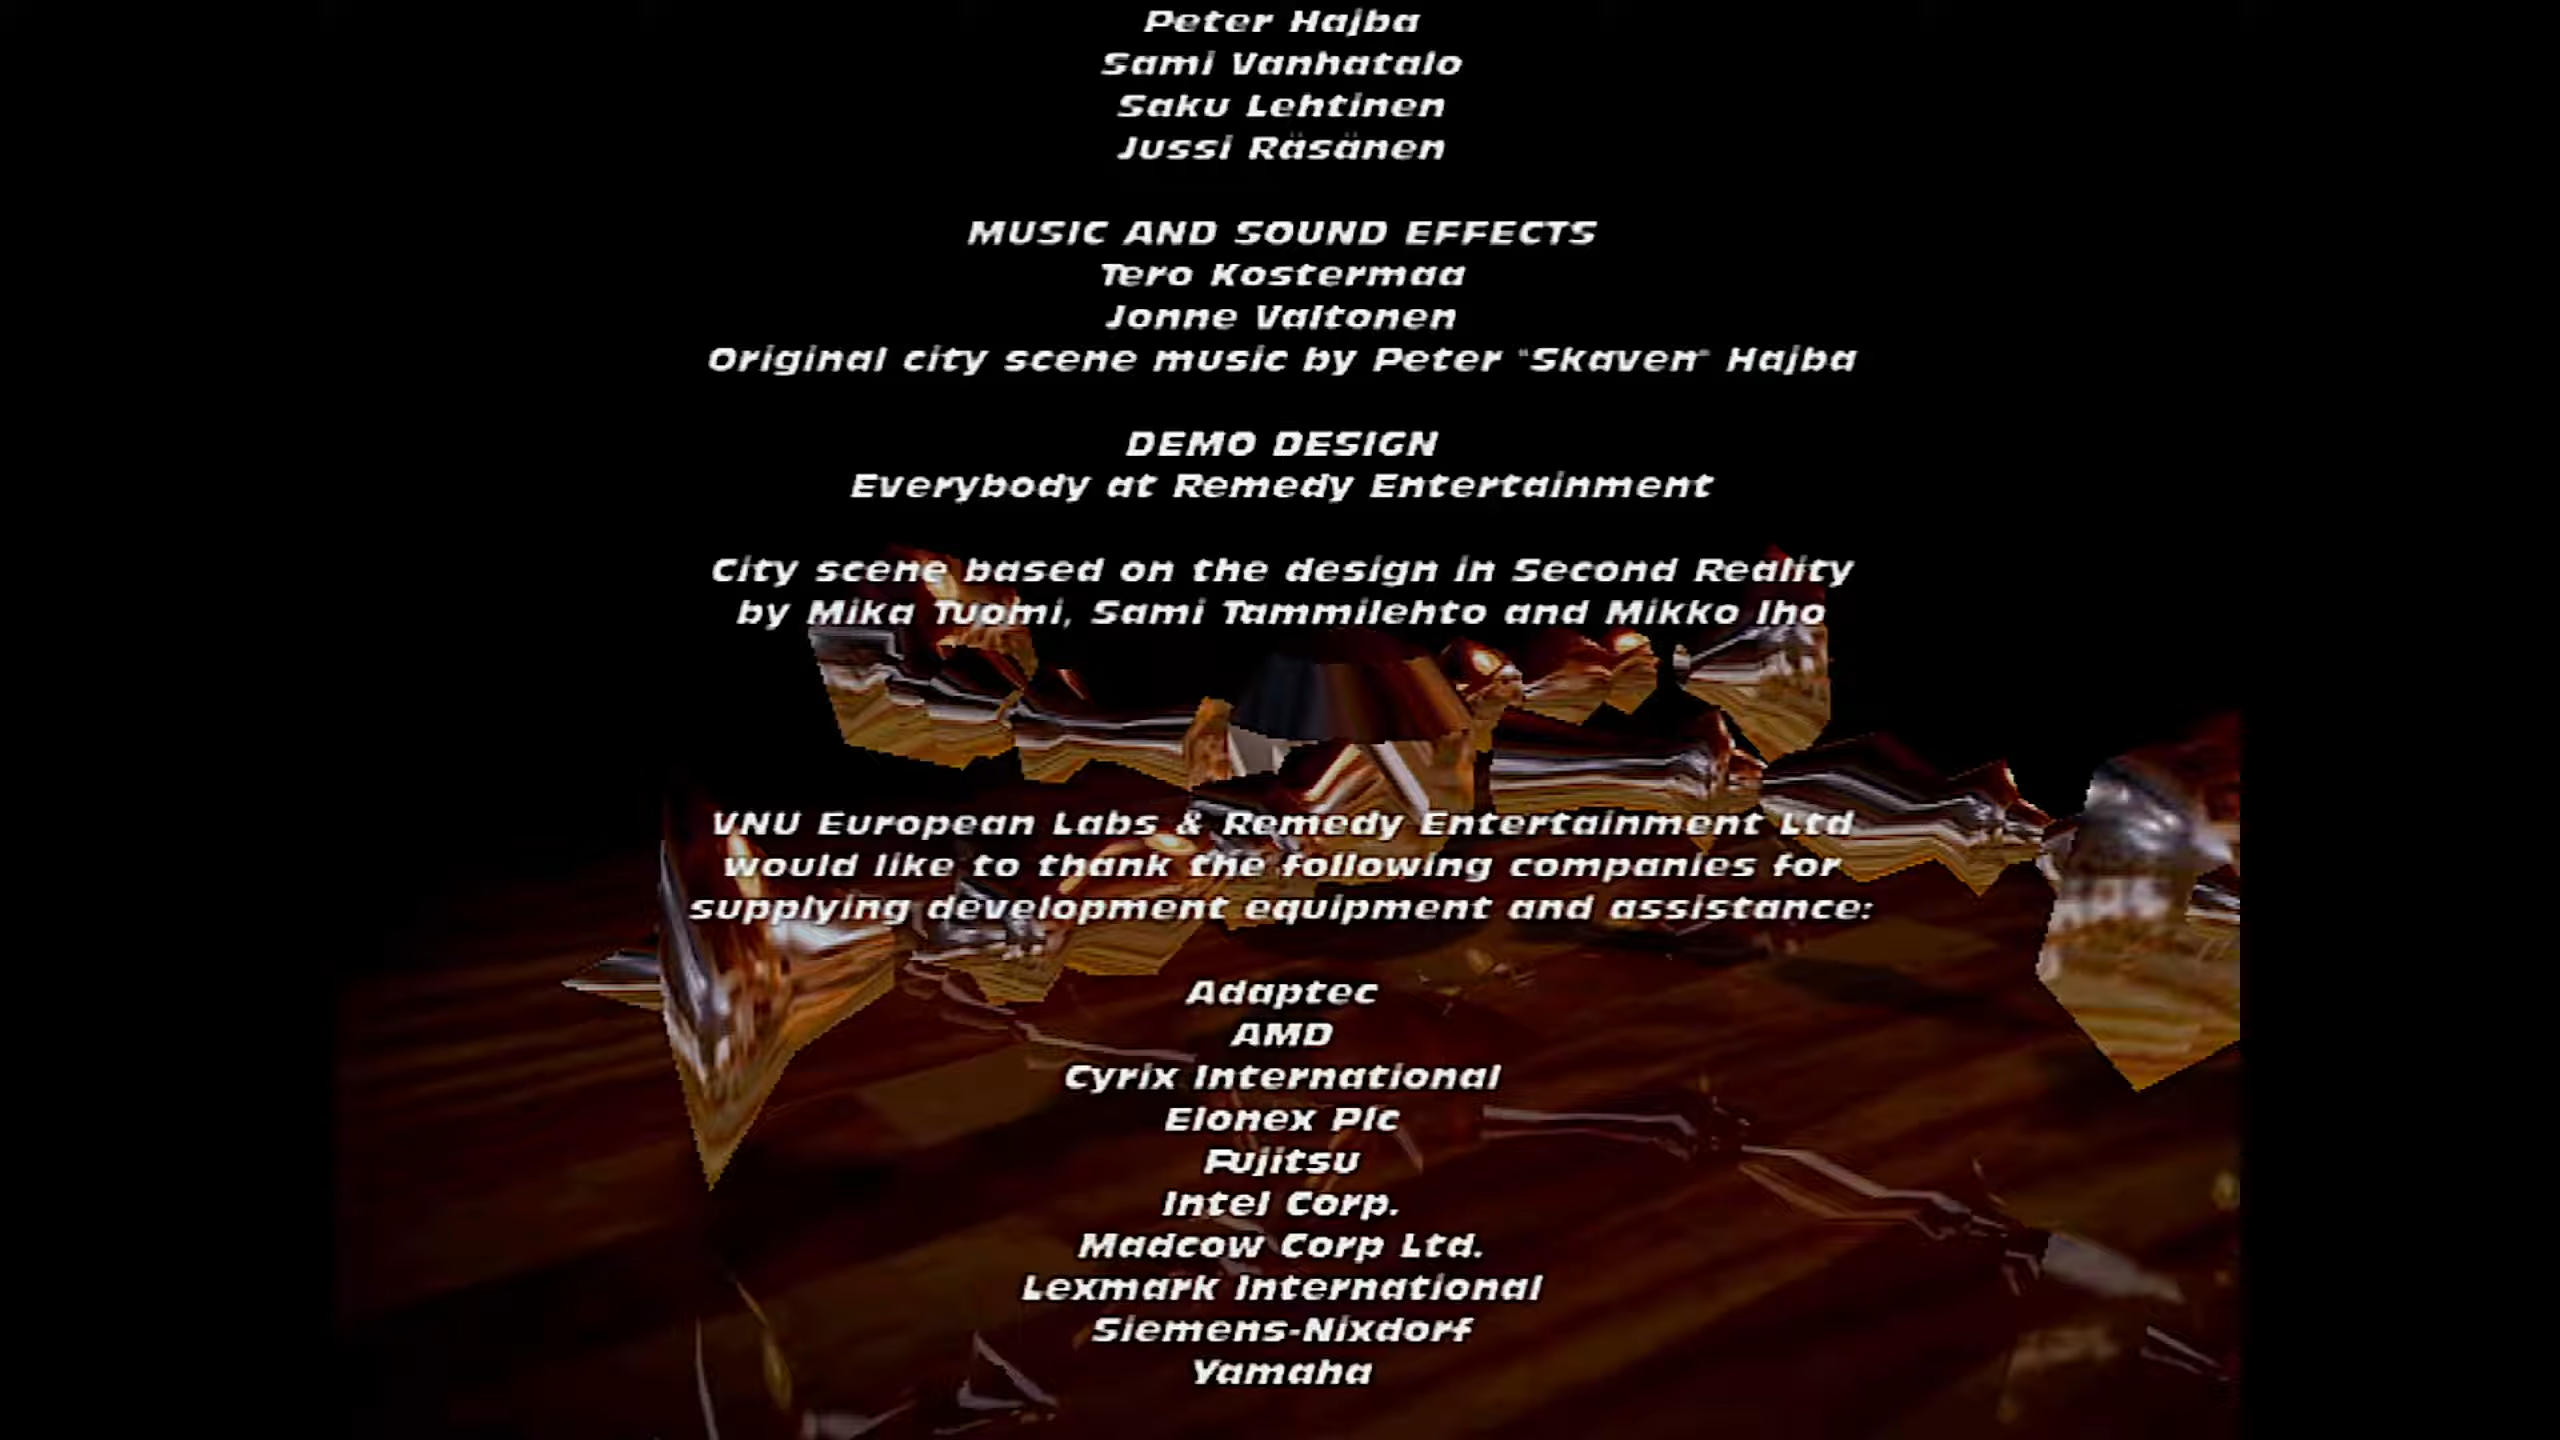 Peter Hajba
Sami Vanhatalo
Saku Lehtinen
Jussi Räsänen
MUSIC AND SOUND EFFECTS
Tero Kostermaa
Jonne Valtonen
Original city scene music by Peter "Skaven" Hajba
DEMO DESIGN
Everybody at Remedy Entertainment
City scene based on the design in Second Reality
by Mika Tuomi, Sami Tammilehto and Mikko Iho
VNU European Labs & Remedy Entertainment Ltd
would like to thank the following companies for
supplying development equipment and assistance:
Adaptec
AMD
Cyrix International
Elonex Plc
Fujitsu
Intel Corp.
Madcow Corp Ltd.
Lexmark International
Siemens-Nixdorf
Yamaha